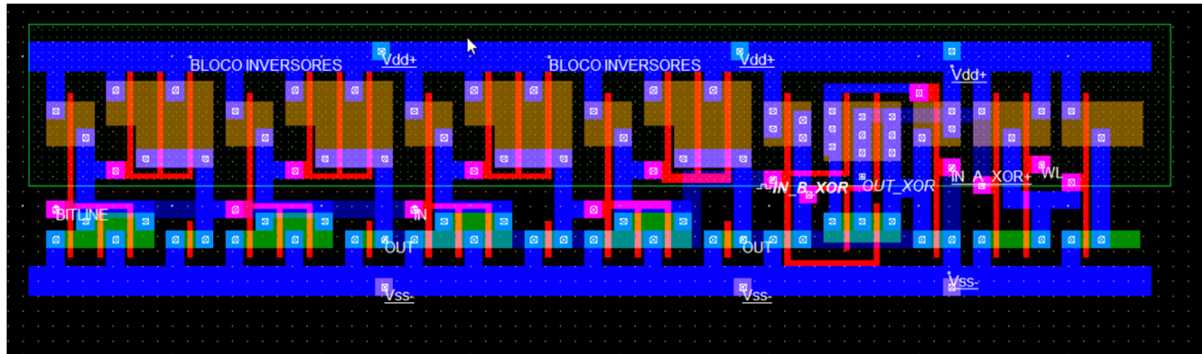 BLOCO INVERSORES
Vdd+
BLOCO INVERSORES
Vdd+
Vdd+
IN_B_XOR
OUT_XOR
IN_A_XOR+
WL
BITLINE
IN
OUT
OUT
Vss-
Vss-
Vss-